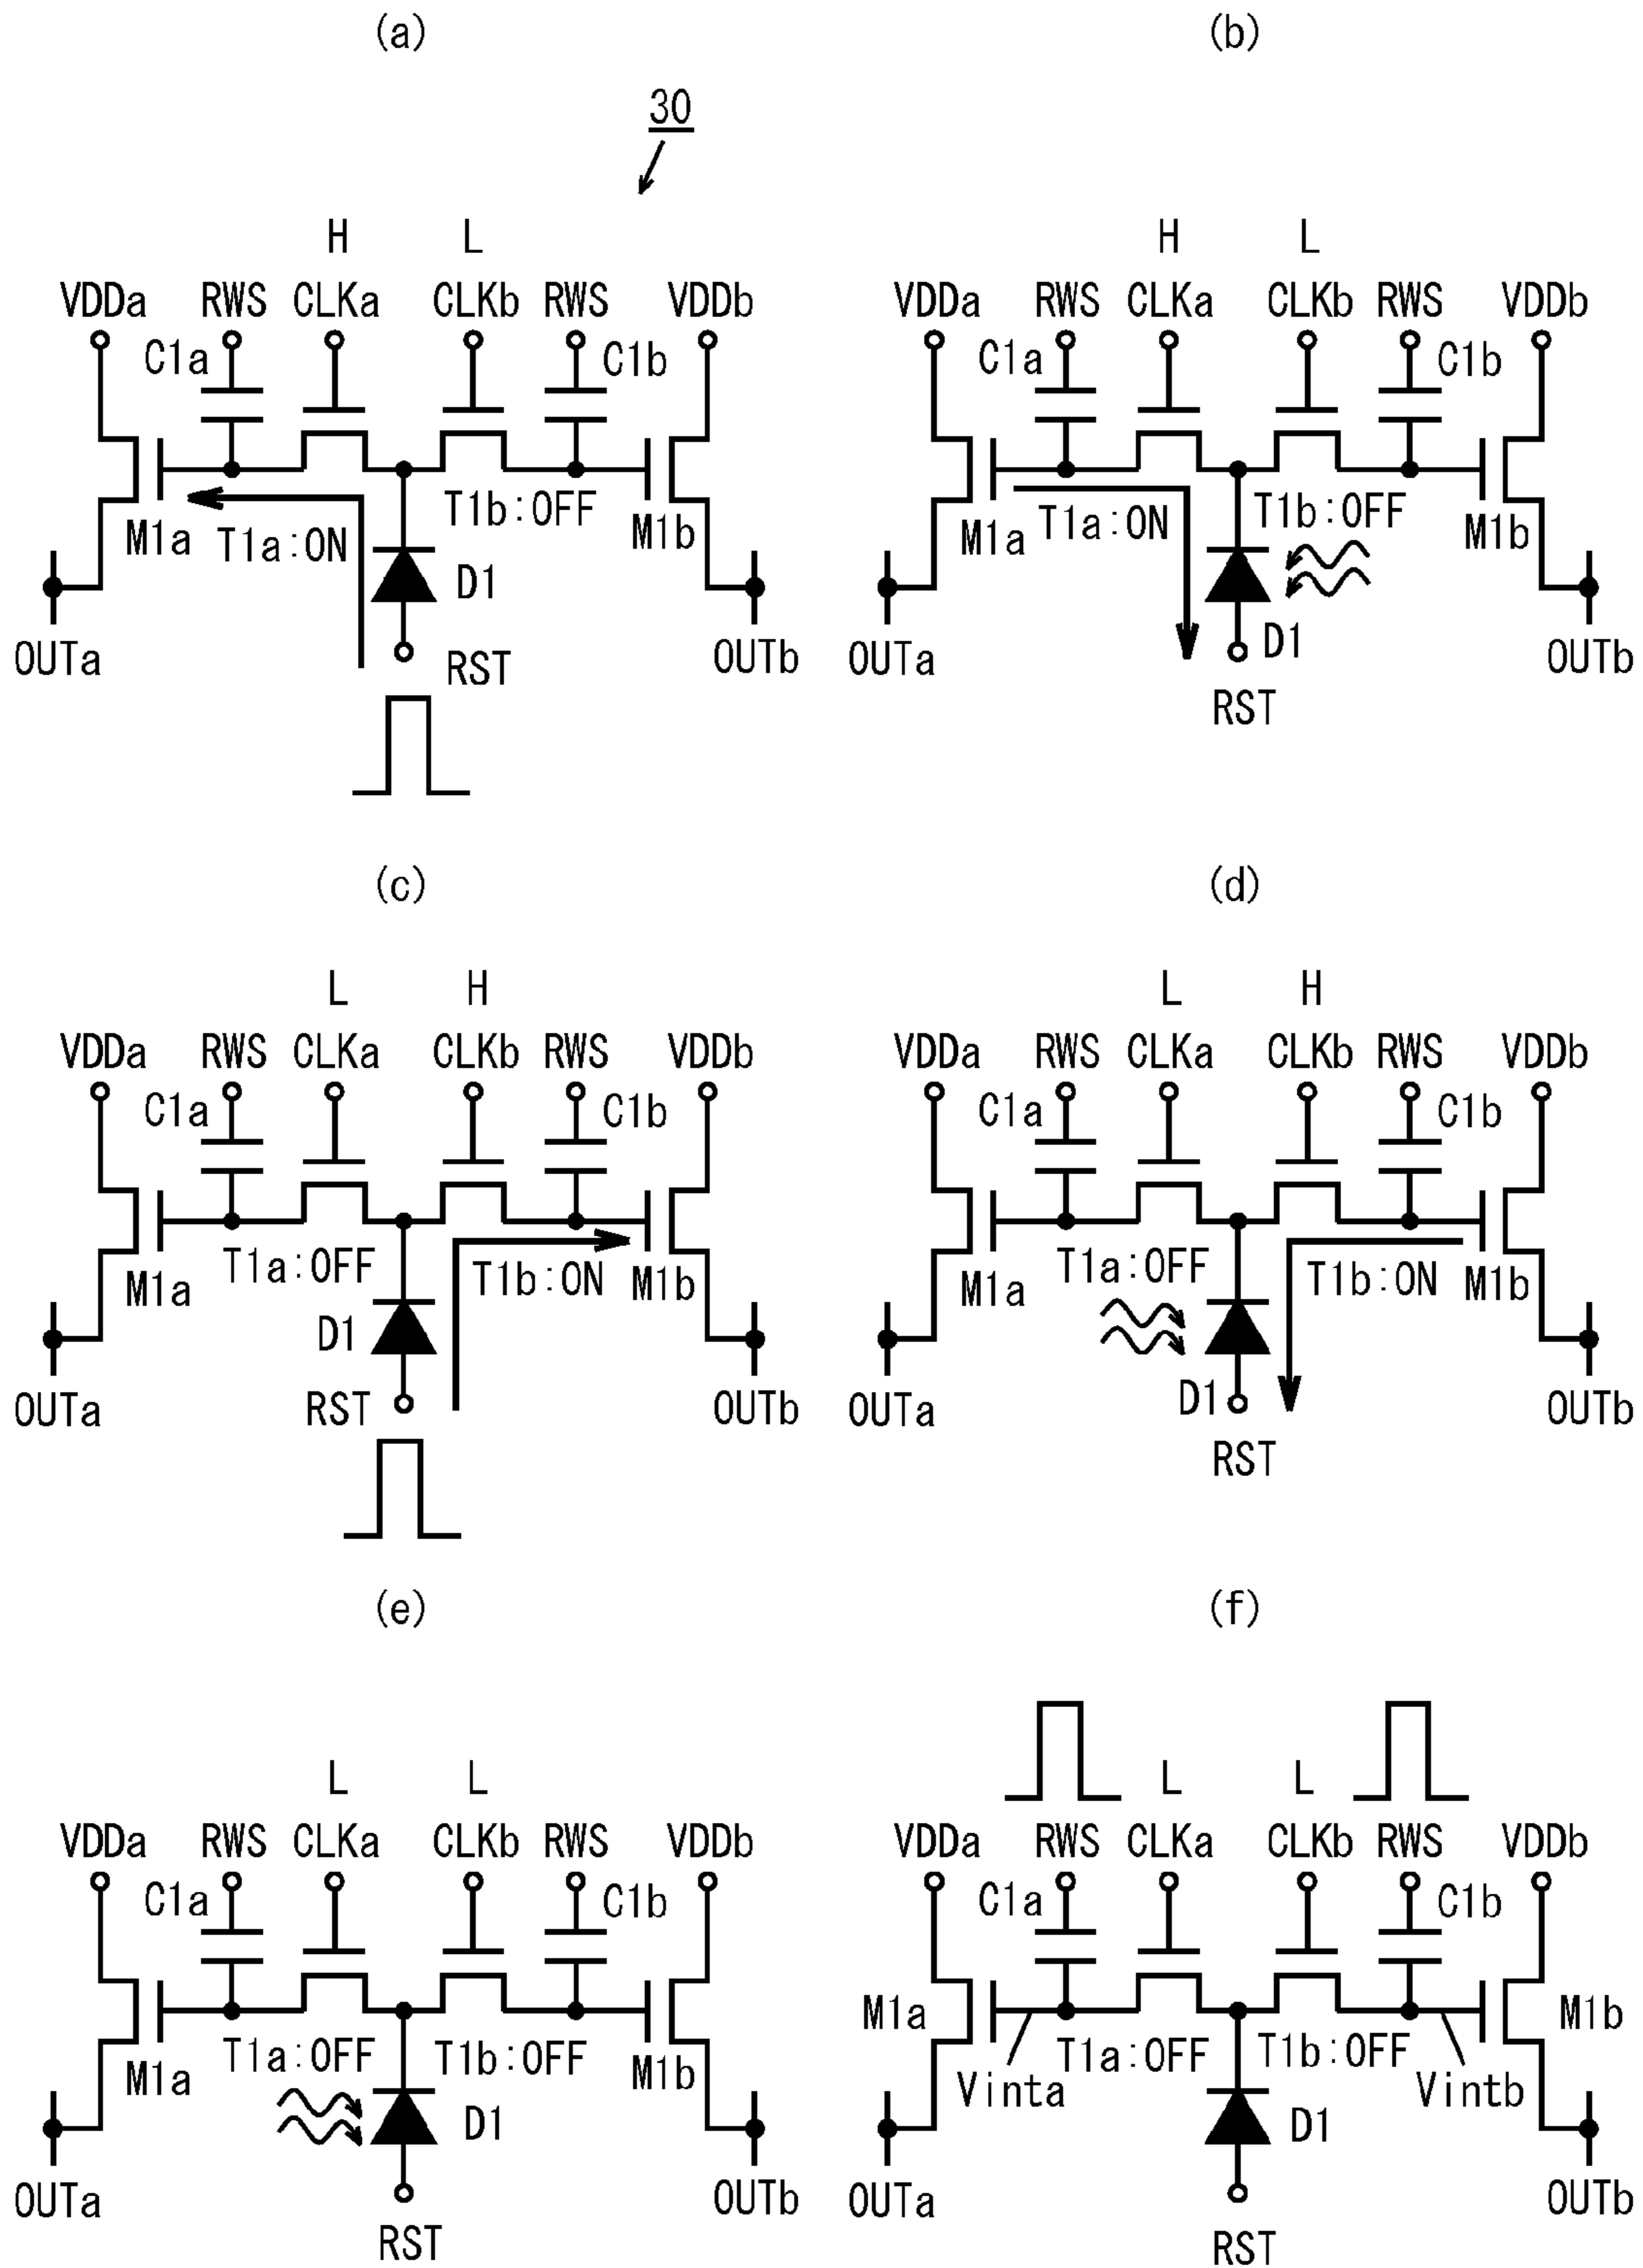 (a) (b)
30
H L H L
VDDa RWS CLKa CLKb RWS VDDb VDDa RWS CLKa CLKb RWS VDDb
C1a C1b C1a C1b
T1b:OFF T1b:OFF
M1a T1a:ON M1b M1a T1a:ON M1b
D1
OUTa RST OUTb OUTa D1 OUTb
RST
(c) (d)
L H L H
VDDa RWS CLKa CLKb RWS VDDb VDDa RWS CLKa CLKb RWS VDDb
C1a C1b C1a C1b
T1a:OFF T1b:ON T1a:OFF T1b:ON
M1a M1b M1a M1b
D1
OUTa RST OUTb OUTa D1 OUTb
RST
(e) (f)
L L L L
VDDa RWS CLKa CLKb RWS VDDb VDDa RWS CLKa CLKb RWS VDDb
C1a C1b C1a C1b
M1a M1b
T1a:OFF T1b:OFF T1a:OFF T1b:OFF
M1a M1b Vinta Vintb
D1 D1
OUTa OUTb OUTa OUTb
RST RST